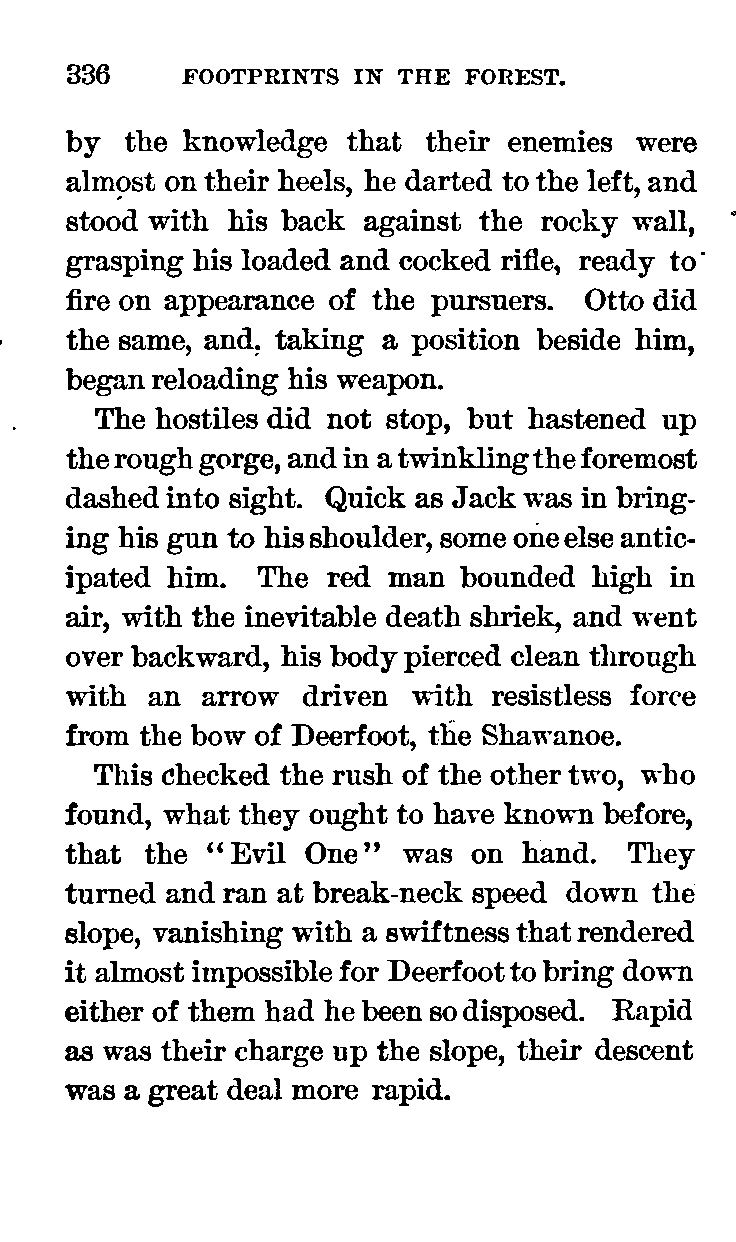 336 FOOTPRINTS IN THE FOREST.
by the knowledge that their enemies were
almost on their heels, he darted to the left, and
stood with his back against the rocky wall,
grasping his loaded and cocked rifle, ready to
fire on appearance of the pursuers. Otto did
the same, and, taking a position beside him,
began reloading his weapon.
The hostiles did not stop, but hastened up
the rough gorge, and in a twinkling the foremost
dashed into sight. Quick as Jack was in bring-
ing his gun to his shoulder, some one else antic-
ipated him. The red man bounded high in
air, with the inevitable death shriek, and went
over backward, his body pierced clean through
with an arrow driven with resistless force
from the bow of Deerfoot, the Shawanoe.
This checked the rush of the other two, who
found, what they ought to have known before,
that the "Evil One" was on hand. They
turned and ran at break-neck speed down the
slope, vanishing with a swiftness that rendered
it almost impossible for Deerfoot to bring down
either of them had he been so disposed. Rapid
as was their charge up the slope, their descent
was a great deal more rapid.